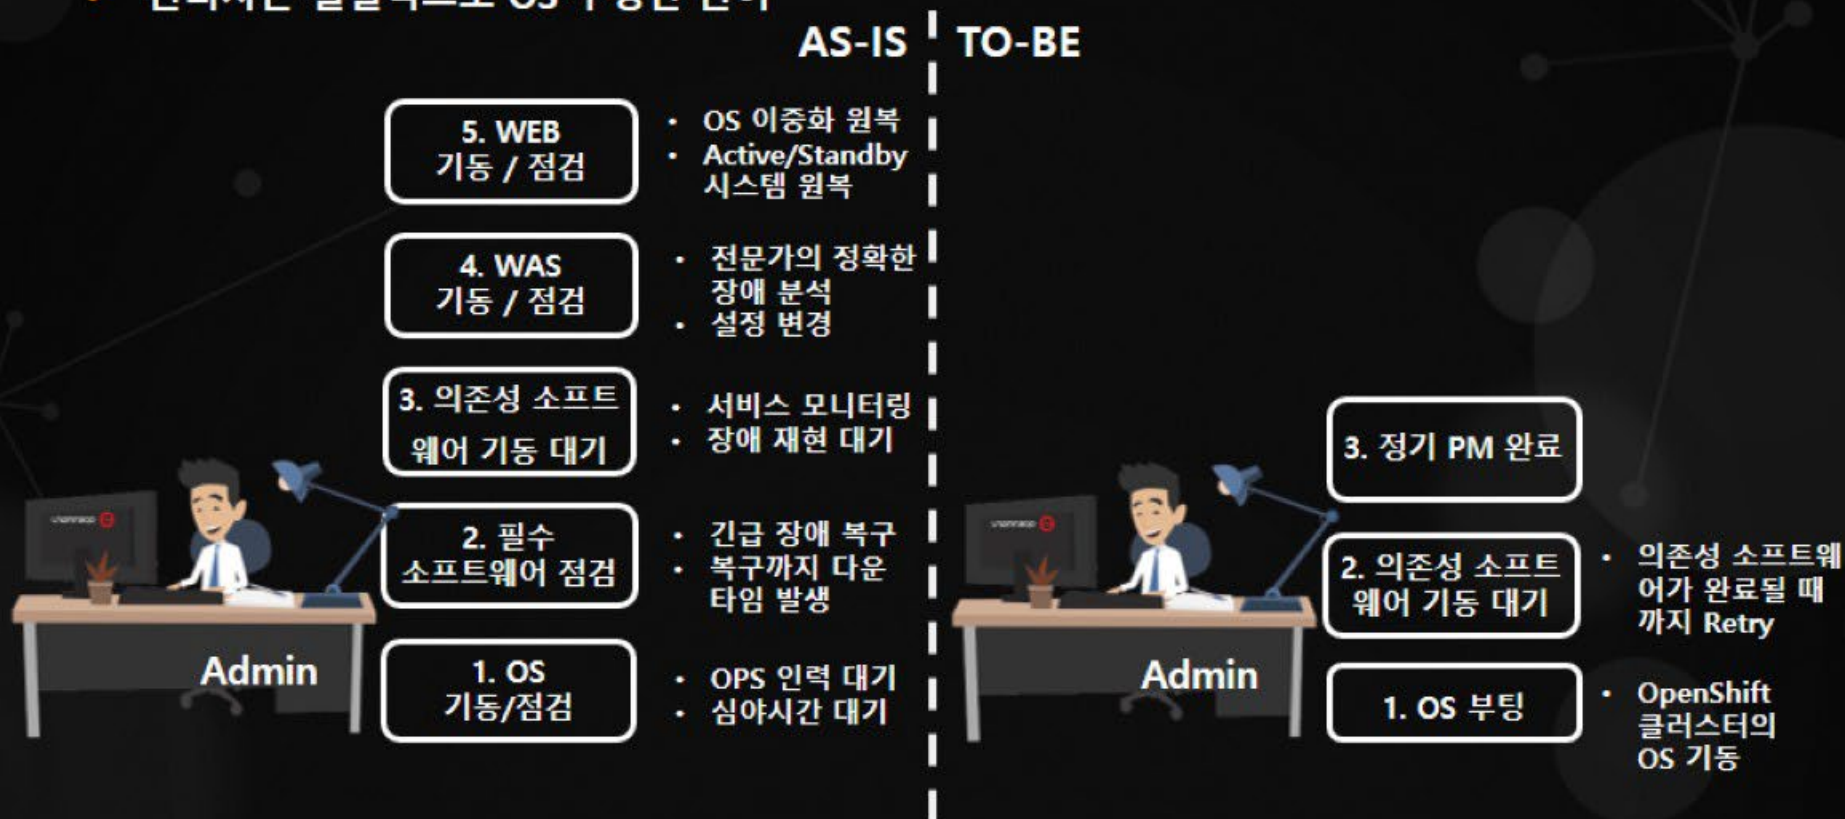 AS-IS
TO-BE
5. WEB
기동 / 점검
• OS 이중화 원복
• Active/Standby
시스템 원복
4. WAS
기동 / 점검
• 전문가의 정확한
장애 분석
• 설정 변경
3. 의존성 소프트
웨어 기동 대기
• 서비스 모니터링
• 장애 재현 대기
2. 필수
소프트웨어 점검
• 긴급 장애 복구
• 복구까지 다운
타임 발생
1. OS
기동/점검
• OPS 인력 대기
• 심야시간 대기
Admin
3. 정기 PM 완료
2. 의존성 소프트
웨어 기동 대기
• 의존성 소프트웨
어가 완료될 때
까지 Retry
1. OS 부팅
• OpenShift
클러스터의
OS 기동
Admin